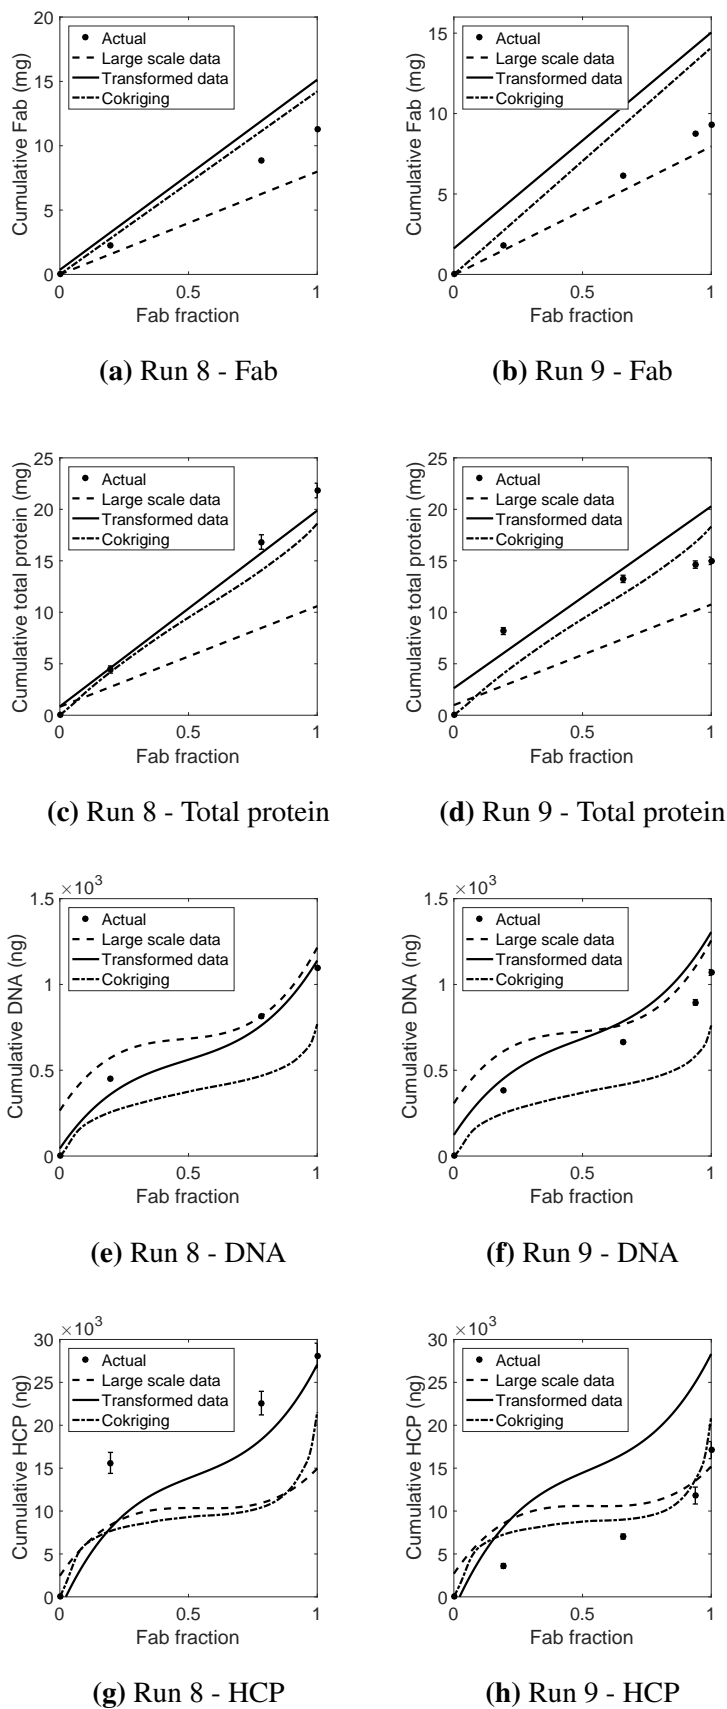 20
15
10
5
0
Cumulative Fab (mg)
Actual
Large scale data
Transformed data
Cokriging
0
0.5
1
Fab fraction
(a) Run 8 - Fab
15
10
5
0
Cumulative Fab (mg)
Actual
Large scale data
Transformed data
Cokriging
0
0.5
1
Fab fraction
(b) Run 9 - Fab
25
20
15
10
5
0
Cumulative total protein (mg)
Actual
Large scale data
Transformed data
Cokriging
0
0.5
1
Fab fraction
(c) Run 8 - Total protein
25
20
15
10
5
0
Cumulative total protein (mg)
Actual
Large scale data
Transformed data
Cokriging
0
0.5
1
Fab fraction
(d) Run 9 - Total protein
×10³
1.5
1
0.5
0
Cumulative DNA (ng)
Actual
Large scale data
Transformed data
Cokriging
0
0.5
1
Fab fraction
(e) Run 8 - DNA
×10³
1.5
1
0.5
0
Cumulative DNA (ng)
Actual
Large scale data
Transformed data
Cokriging
0
0.5
1
Fab fraction
(f) Run 9 - DNA
×10³
30
25
20
15
10
5
0
Cumulative HCP (ng)
Actual
Large scale data
Transformed data
Cokriging
0
0.5
1
Fab fraction
(g) Run 8 - HCP
×10³
30
25
20
15
10
5
0
Cumulative HCP (ng)
Actual
Large scale data
Transformed data
Cokriging
0
0.5
1
Fab fraction
(h) Run 9 - HCP